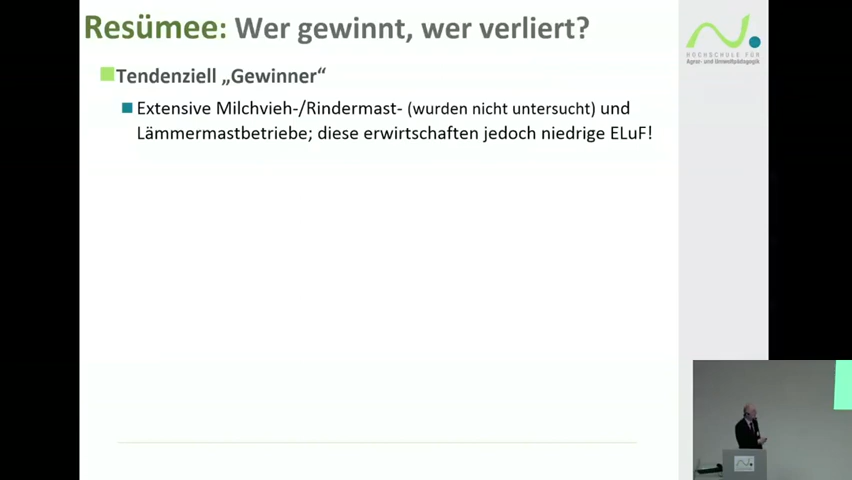 Resümee: Wer gewinnt, wer verliert?
Tendenziell „Gewinner“
Extensive Milchvieh-/Rindermast- (wurden nicht untersucht) und
Lämmermastbetriebe; diese erwirtschaften jedoch niedrige ELuF!
HOCHSCHULE FÜR
Agrar- und Umweltpädagogik